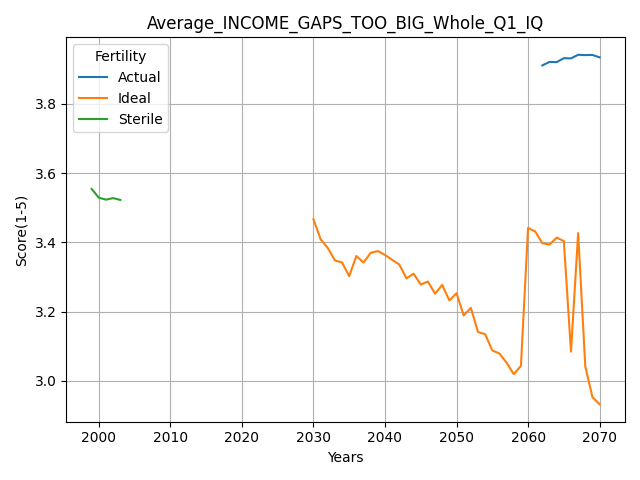 Average_INCOME_GAPS_TOO_BIG_Whole_Q1_IQ
Fertility
Actual
Ideal
Sterile
Score(1-5)
3.8
3.6
3.4
3.2
3.0
2000 2010 2020 2030 2040 2050 2060 2070
Years